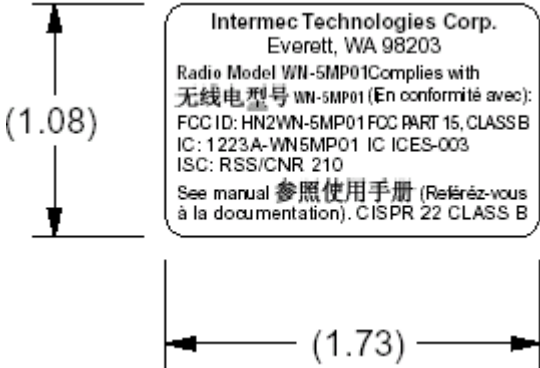 Intermec Technologies Corp.
Everett, WA 98203
Radio Model WN-5MP01Complies with
无线电型号 WN-5MP01 (En conformité avec):
FCC ID: HN2WN-5MP01 FCC PART 15, CLASS B
IC: 1223A-WN5MP01 IC ICES-003
ISC: RSS/CNR 210
See manual 参照使用手册 (Referéz-vous
à la documentation). CISPR 22 CLASS B
(1.08)
(1.73)